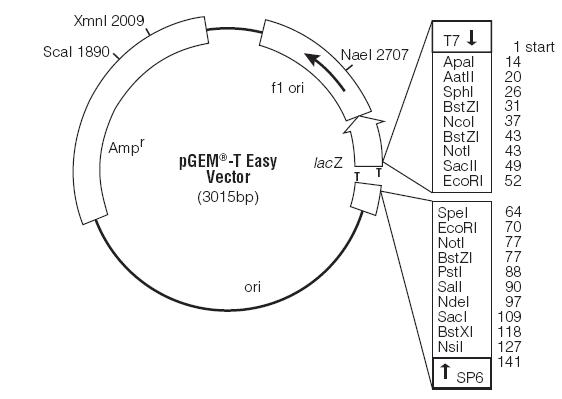 XmnI 2009
ScaI 1890
NaeI 2707
f1 ori
Ampr
pGEM®-T Easy
Vector
(3015bp)
lacZ
T T
ori
T7 ↓
1 start
ApaI 14
AatII 20
SphI 26
BstZI 31
NcoI 37
BstZI 43
NotI 43
SacII 49
EcoRI 52
SpeI 64
EcoRI 70
NotI 77
BstZI 77
PstI 88
SalI 90
NdeI 97
SacI 109
BstXI 118
NsiI 127
141
↑ SP6